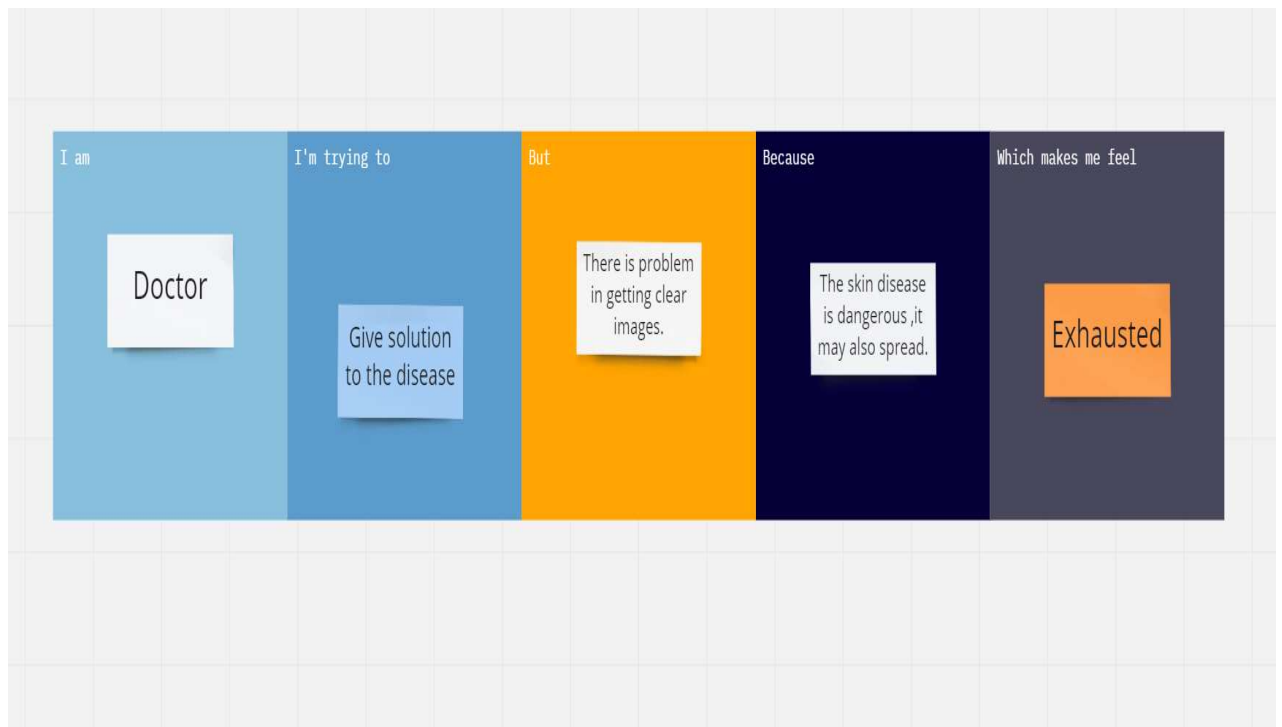 I am
Doctor
I'm trying to
Give solution
to the disease
But
There is problem
in getting clear
images.
Because
The skin disease
is dangerous ,it
may also spread.
Which makes me feel
Exhausted